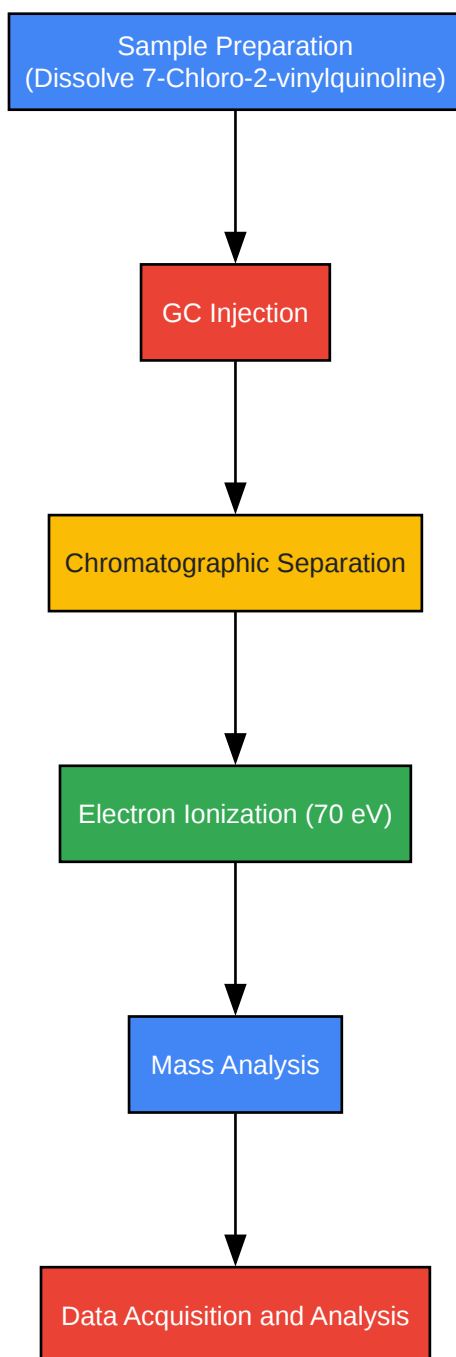 Sample Preparation
(Dissolve 7-Chloro-2-vinylquinoline)
GC Injection
Chromatographic Separation
Electron Ionization (70 eV)
Mass Analysis
Data Acquisition and Analysis